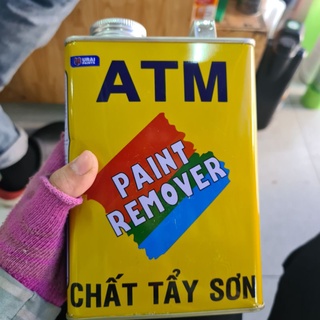 ATM
PAINT
REMOVER
CHẤT TẨY SƠN